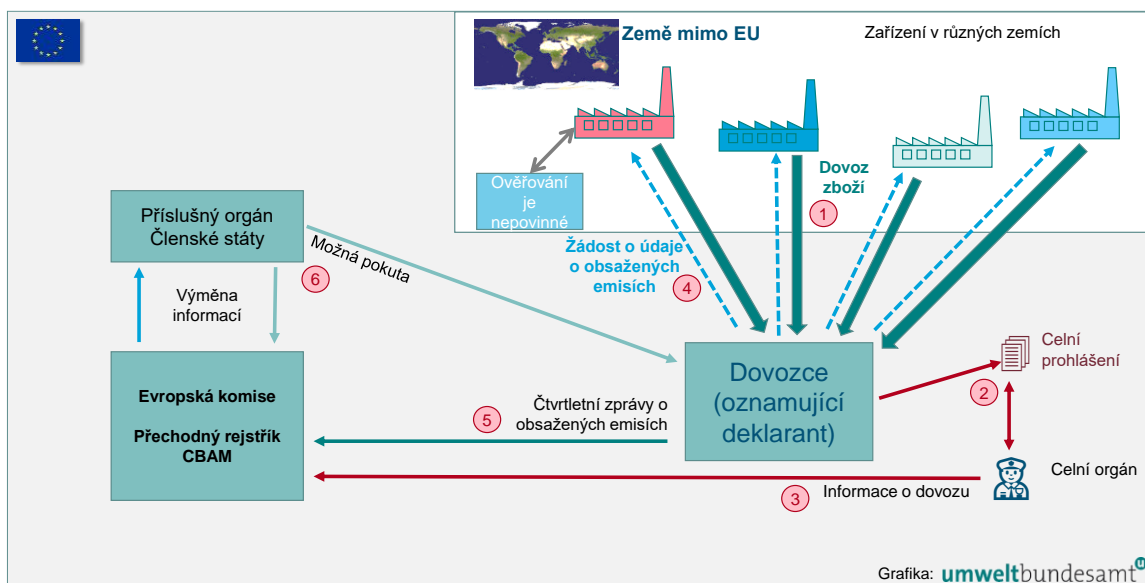 Země mimo EU
Zařízení v různých zemích
Ověřování
je
nepovinné
Dovoz
zboží
1
Příslušný orgán
Členské státy
Možná pokuta
6
Žádost o údaje
o obsažených
emisích
4
Výměna
informací
Evropská komise
Přechodný rejstřík
CBAM
Dovozce
(oznamující
deklarant)
Celní
prohlášení
2
Čtvrtletní zprávy o
obsažených emisích
5
Celní orgán
Informace o dovozu
3
Grafika: umweltbundesamt